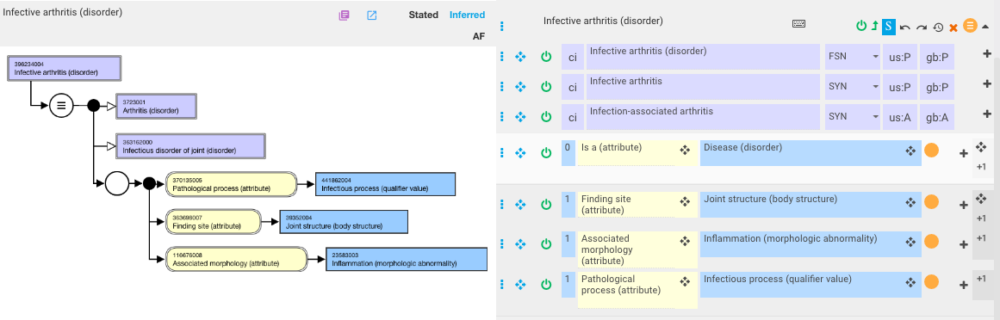 Infective arthritis (disorder)
Stated
Inferred
AF
396234004
Infective arthritis (disorder)
3723001
Arthritis (disorder)
363162000
Infectious disorder of joint (disorder)
370135005
Pathological process (attribute)
441862004
Infectious process (qualifier value)
363698007
Finding site (attribute)
39352004
Joint structure (body structure)
116676008
Associated morphology (attribute)
23583003
Inflammation (morphologic abnormality)
Infective arthritis (disorder)
S
ci
Infective arthritis (disorder)
FSN
us:P
gb:P
ci
Infective arthritis
SYN
us:P
gb:P
ci
Infection-associated arthritis
SYN
us:A
gb:A
0
Is a (attribute)
Disease (disorder)
+1
1
Finding site
(attribute)
Joint structure (body structure)
+1
1
Associated
morphology
(attribute)
Inflammation (morphologic abnormality)
+1
1
Pathological
process (attribute)
Infectious process (qualifier value)
+1